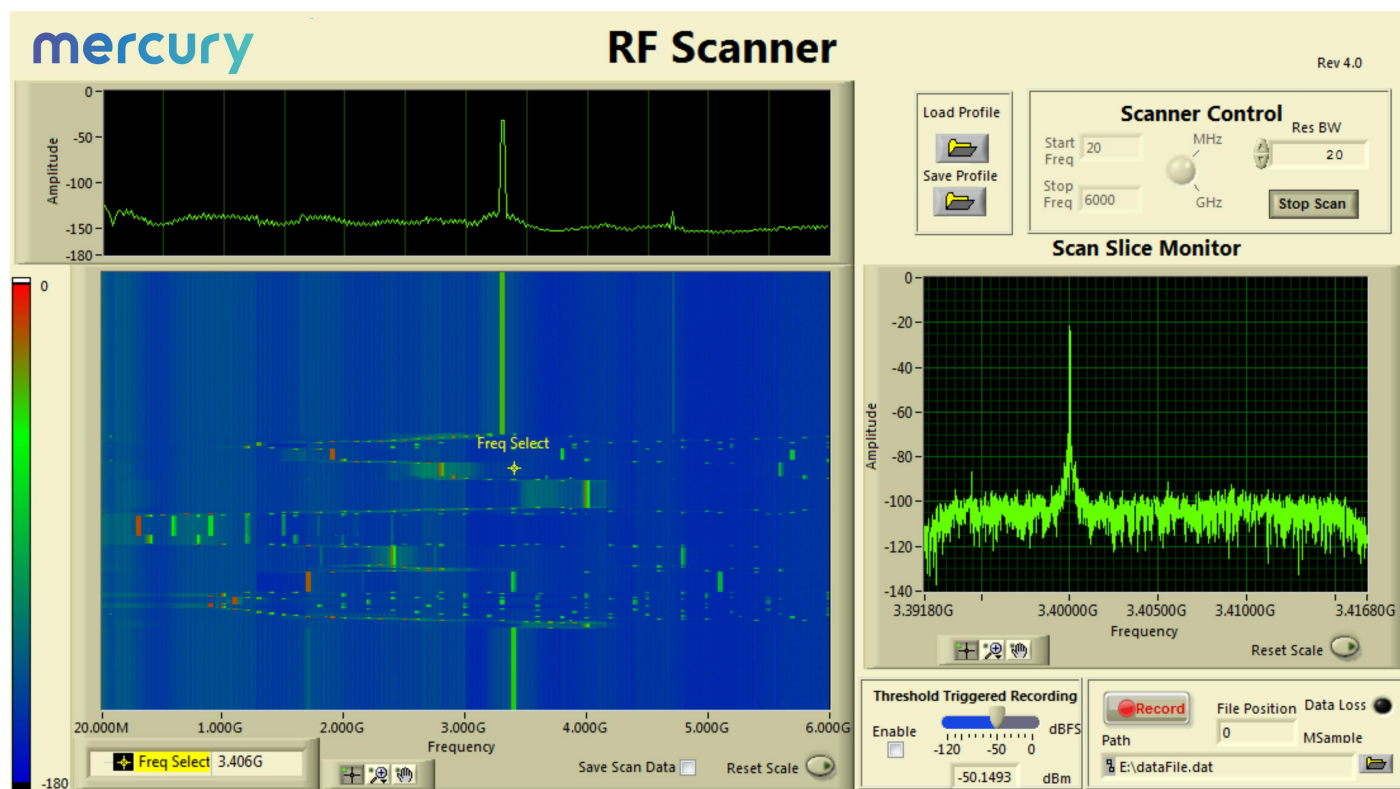 mercury
RF Scanner
Rev 4.0
0
-50
-100
-150
-180
Amplitude
Load Profile
Save Profile
Scanner Control
Start Freq
20
Stop Freq
6000
MHz
GHz
Res BW
20
Stop Scan
0
-180
Freq Select
20.000M 1.000G 2.000G 3.000G 4.000G 5.000G 6.000G
Frequency
Freq Select 3.406G
Save Scan Data
Reset Scale
Scan Slice Monitor
0
-20
-40
-60
-80
-100
-120
-140
Amplitude
3.39180G 3.40000G 3.40500G 3.41000G 3.41680G
Frequency
Reset Scale
Threshold Triggered Recording
Enable
dBFS
-120 -50 0
-50.1493 dBm
Record
File Position
Data Loss
0
MSample
Path
E:\dataFile.dat